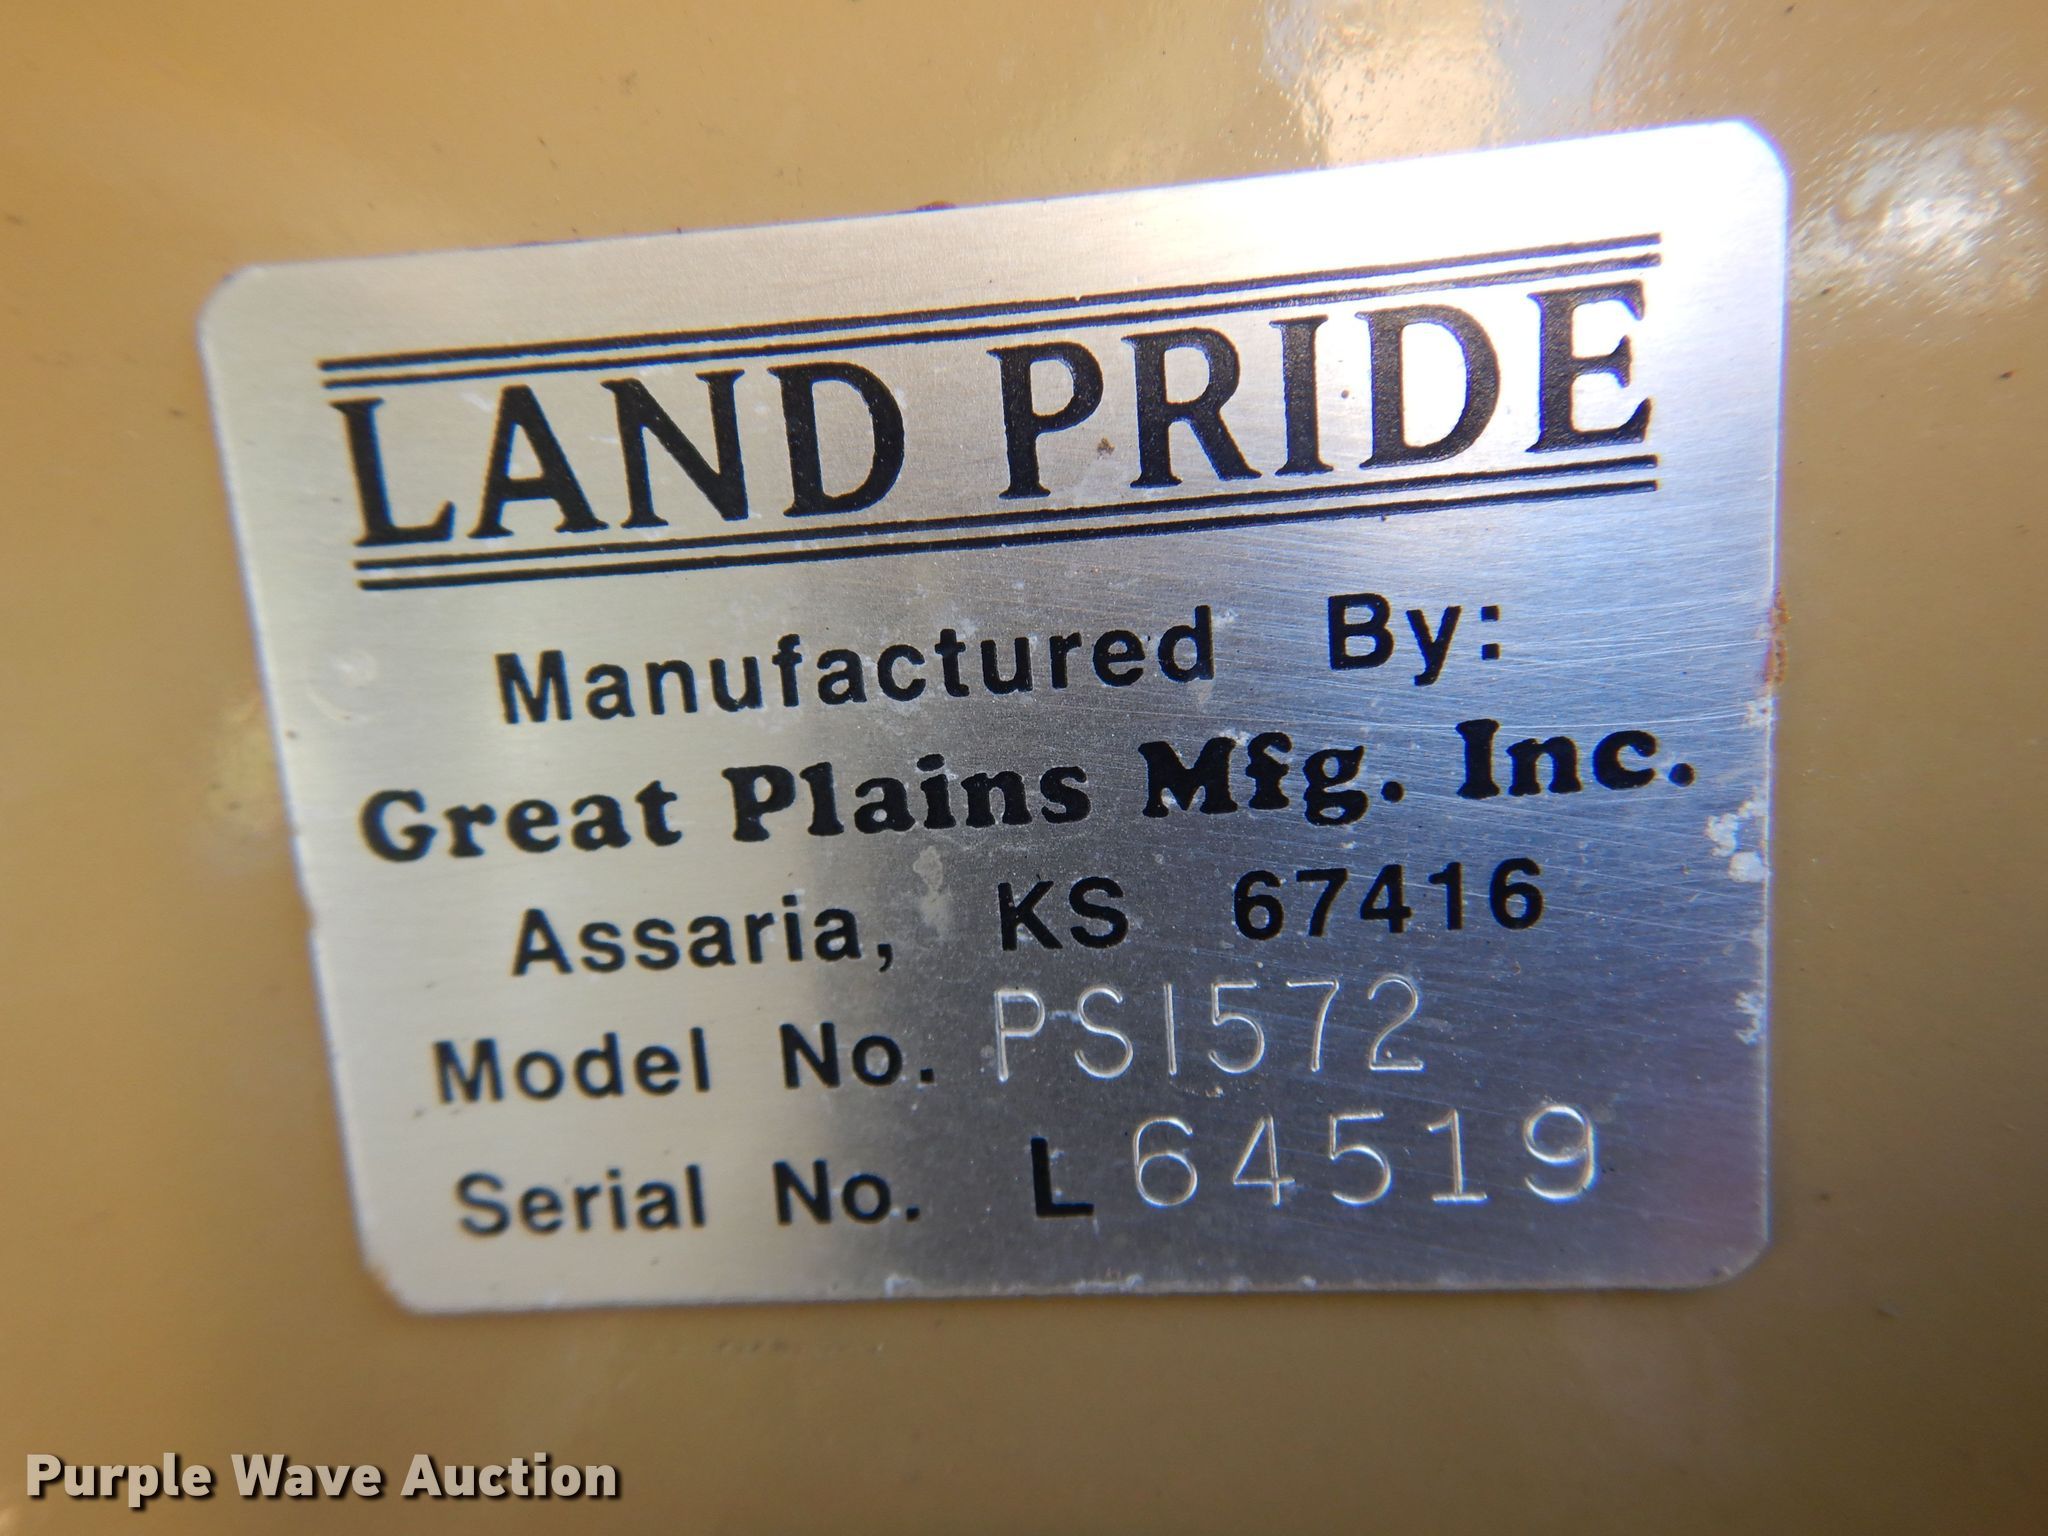 LAND PRIDE
Manufactured By:
Great Plains Mfg. Inc.
Assaria, KS 67416
Model No. PS1572
Serial No. L 64519
Purple Wave Auction